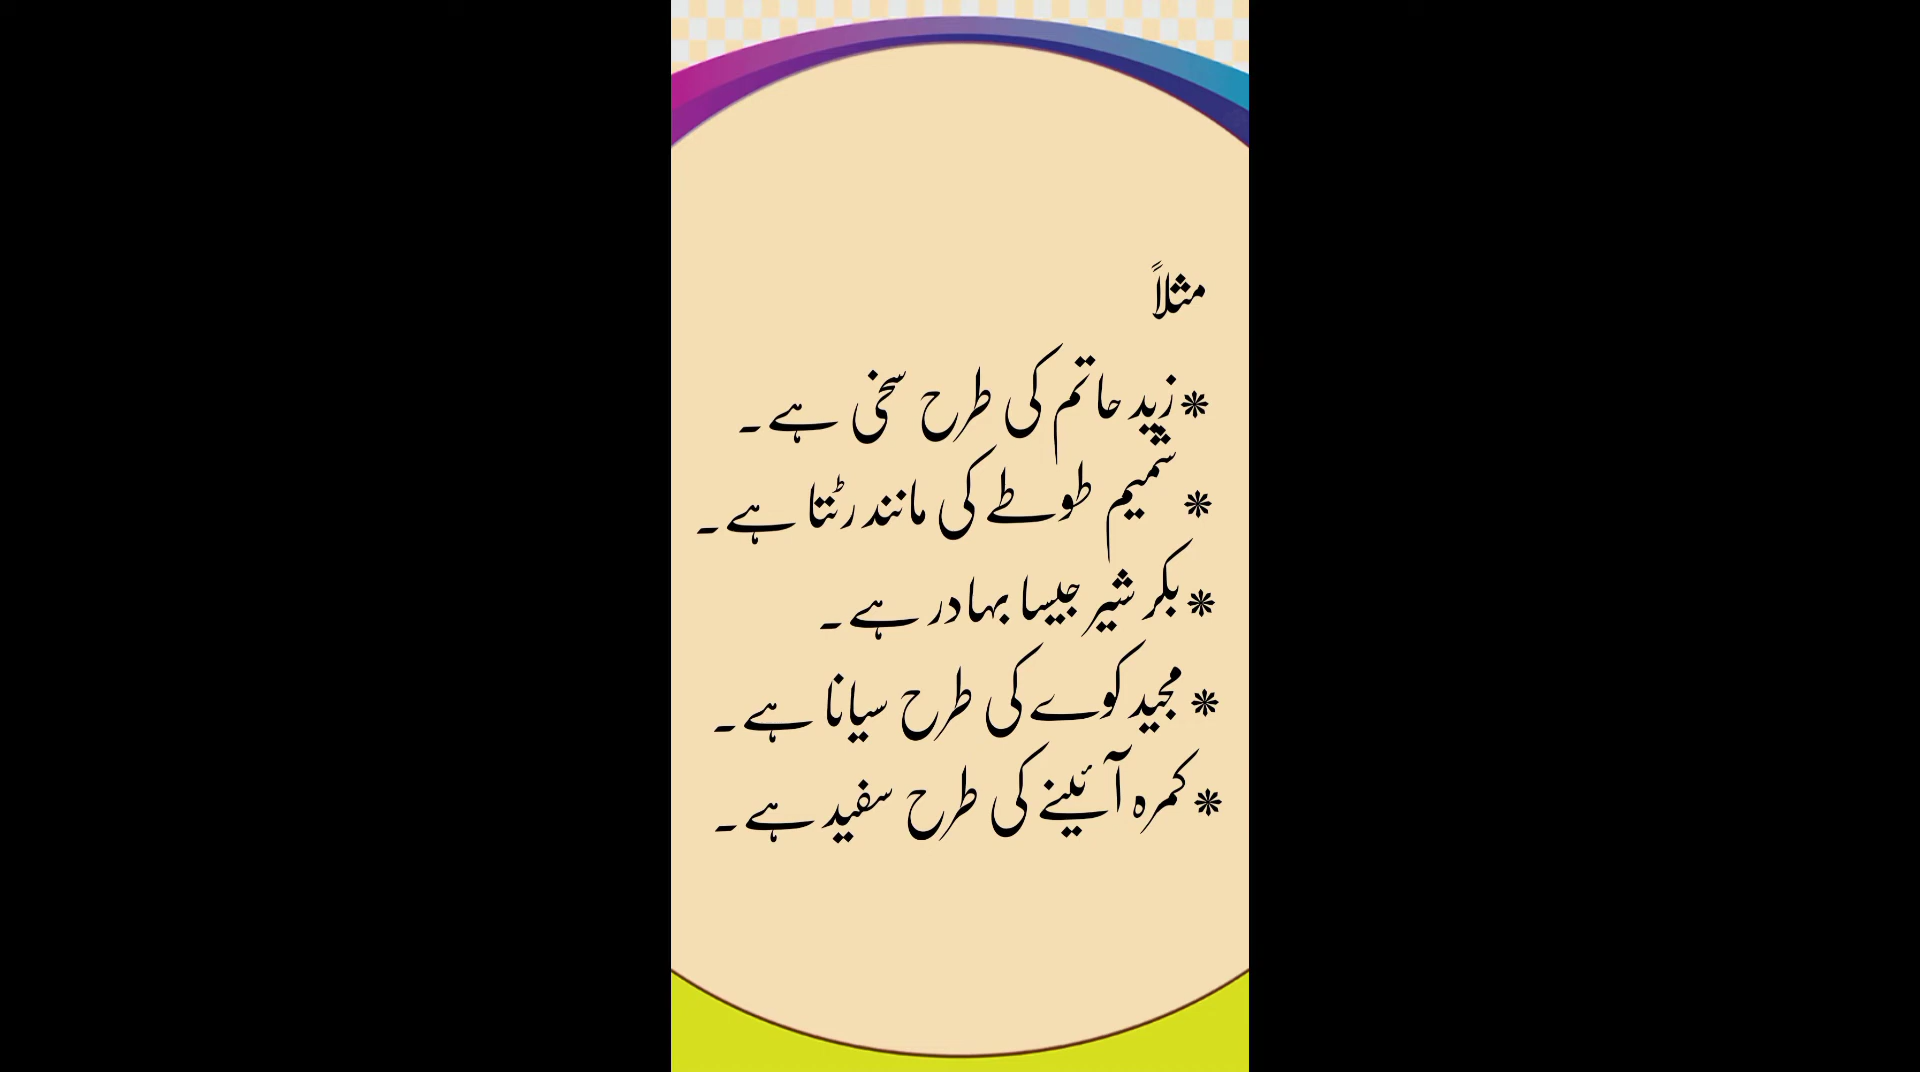 مثلاً
❋زید حاتم کی طرح سخی ہے۔
❋ شمیم طوطے کی مانند رٹتا ہے۔
❋بکر شیر جیسا بہادر ہے۔
❋ مجید کوے کی طرح سیانا ہے۔
❋کمرہ آئینے کی طرح سفید ہے۔